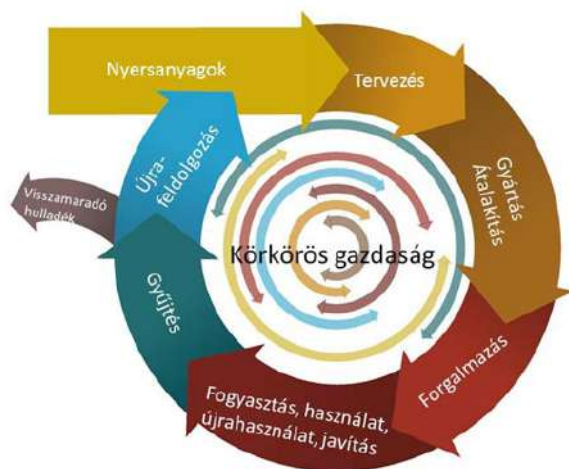 Nyersanyagok
Tervezés
Gyártás
Átalakítás
Forgalmazás
Fogyasztás, használat,
újrahasználat, javítás
Gyűjtés
Visszamaradó
hulladék
Újra-
feldolgozás
Körkörös gazdaság